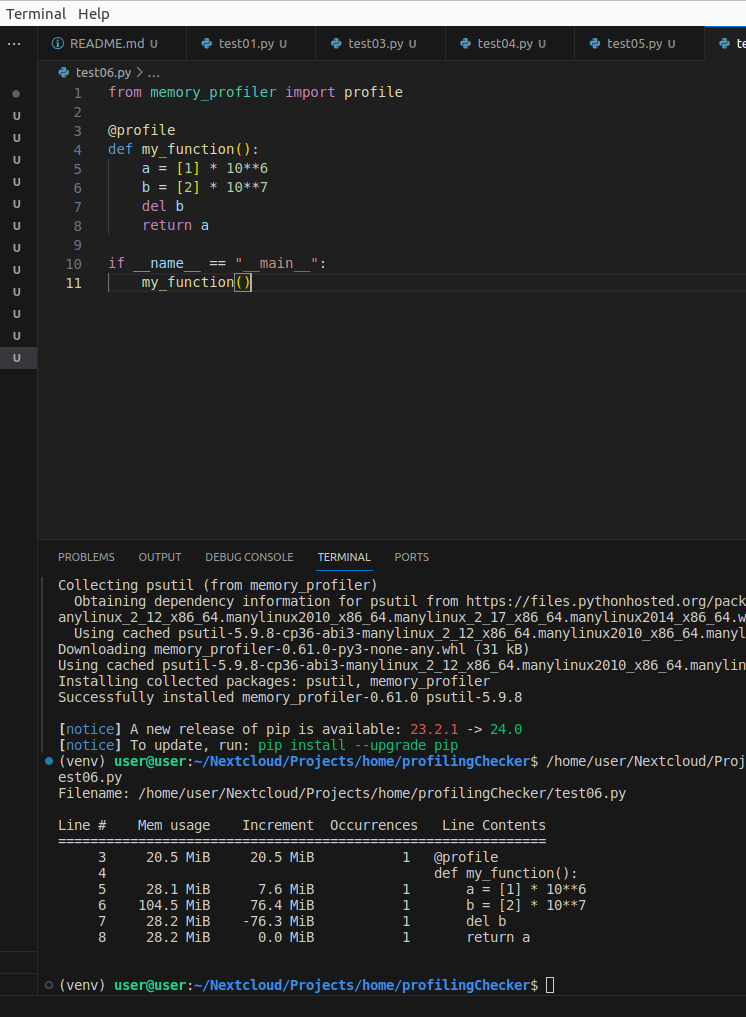 Terminal Help
... README.md U test01.py U test03.py U test04.py U test05.py U te
test06.py > ...
U
U
U
U
U
U
U
U
U
U
U
U
1 from memory_profiler import profile
2
3 @profile
4 def my_function():
5 a = [1] * 10**6
6 b = [2] * 10**7
7 del b
8 return a
9
10 if __name__ == "__main__":
11 my_function()
PROBLEMS OUTPUT DEBUG CONSOLE TERMINAL PORTS
Collecting psutil (from memory_profiler)
Obtaining dependency information for psutil from https://files.pythonhosted.org/pack
anylinux_2_12_x86_64.manylinux2010_x86_64.manylinux_2_17_x86_64.manylinux2014_x86_64.w
Using cached psutil-5.9.8-cp36-abi3-manylinux_2_12_x86_64.manylinux2010_x86_64.manyl
Downloading memory_profiler-0.61.0-py3-none-any.whl (31 kB)
Using cached psutil-5.9.8-cp36-abi3-manylinux_2_12_x86_64.manylinux2010_x86_64.manylin
Installing collected packages: psutil, memory_profiler
Successfully installed memory_profiler-0.61.0 psutil-5.9.8
[notice] A new release of pip is available: 23.2.1 -> 24.0
[notice] To update, run: pip install --upgrade pip
(venv) user@user:~/Nextcloud/Projects/home/profilingChecker$ /home/user/Nextcloud/Proj
est06.py
Filename: /home/user/Nextcloud/Projects/home/profilingChecker/test06.py
Line # Mem usage Increment Occurrences Line Contents
=============================================================
3 20.5 MiB 20.5 MiB 1 @profile
4 def my_function():
5 28.1 MiB 7.6 MiB 1 a = [1] * 10**6
6 104.5 MiB 76.4 MiB 1 b = [2] * 10**7
7 28.2 MiB -76.3 MiB 1 del b
8 28.2 MiB 0.0 MiB 1 return a
(venv) user@user:~/Nextcloud/Projects/home/profilingChecker$